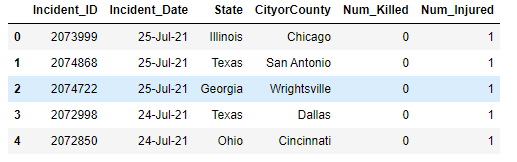 Incident_ID Incident_Date State CityorCounty Num_Killed Num_Injured
0 2073999 25-Jul-21 Illinois Chicago 0 1
1 2074868 25-Jul-21 Texas San Antonio 0 1
2 2074722 25-Jul-21 Georgia Wrightsville 0 1
3 2072998 24-Jul-21 Texas Dallas 0 1
4 2072850 24-Jul-21 Ohio Cincinnati 0 1